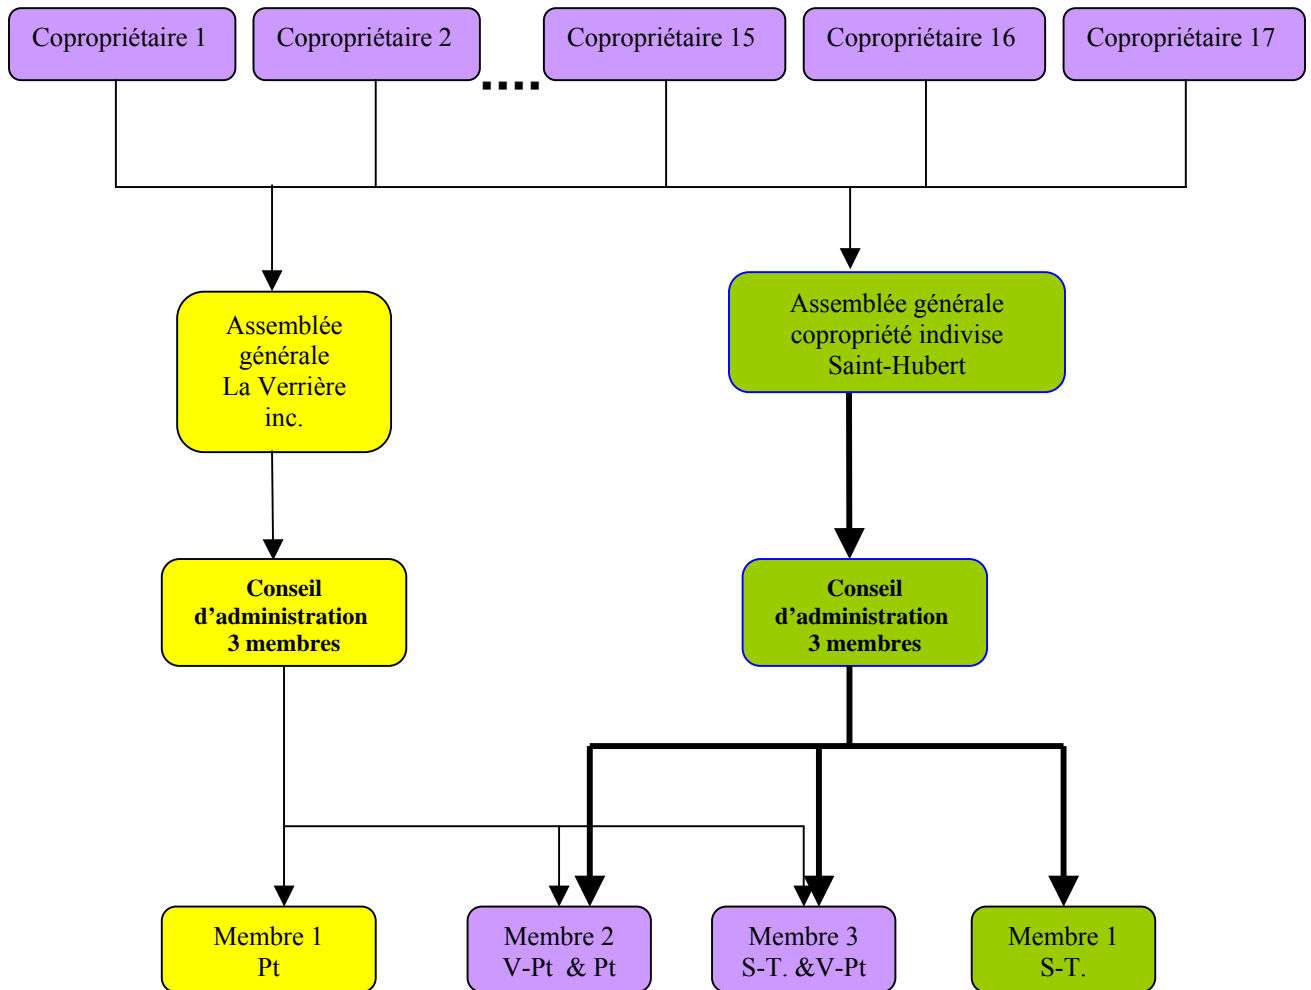 Copropriétaire 1
Copropriétaire 2
....
Copropriétaire 15
Copropriétaire 16
Copropriétaire 17
Assemblée
générale
La Verrière
inc.
Assemblée générale
copropriété indivise
Saint-Hubert
Conseil
d’administration
3 membres
Conseil
d’administration
3 membres
Membre 1
Pt
Membre 2
V-Pt & Pt
Membre 3
S-T. &V-Pt
Membre 1
S-T.